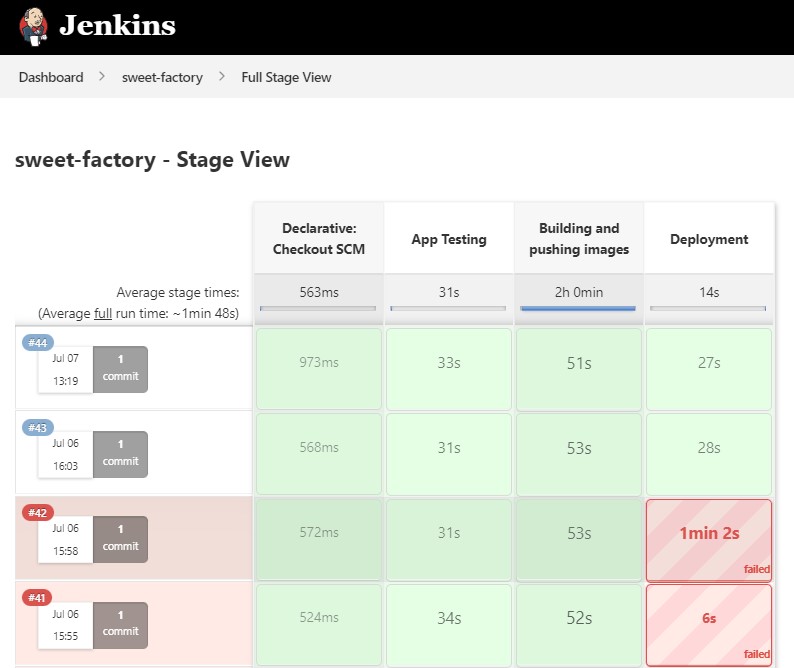 Jenkins
Dashboard > sweet-factory > Full Stage View
sweet-factory - Stage View
Declarative: Checkout SCM
App Testing
Building and pushing images
Deployment
Average stage times:
(Average full run time: ~1min 48s)
563ms
31s
2h 0min
14s
#44
Jul 07
13:19
1
commit
973ms
33s
51s
27s
#43
Jul 06
16:03
1
commit
568ms
31s
53s
28s
#42
Jul 06
15:58
1
commit
572ms
31s
53s
1min 2s
failed
#41
Jul 06
15:55
1
commit
524ms
34s
52s
6s
failed